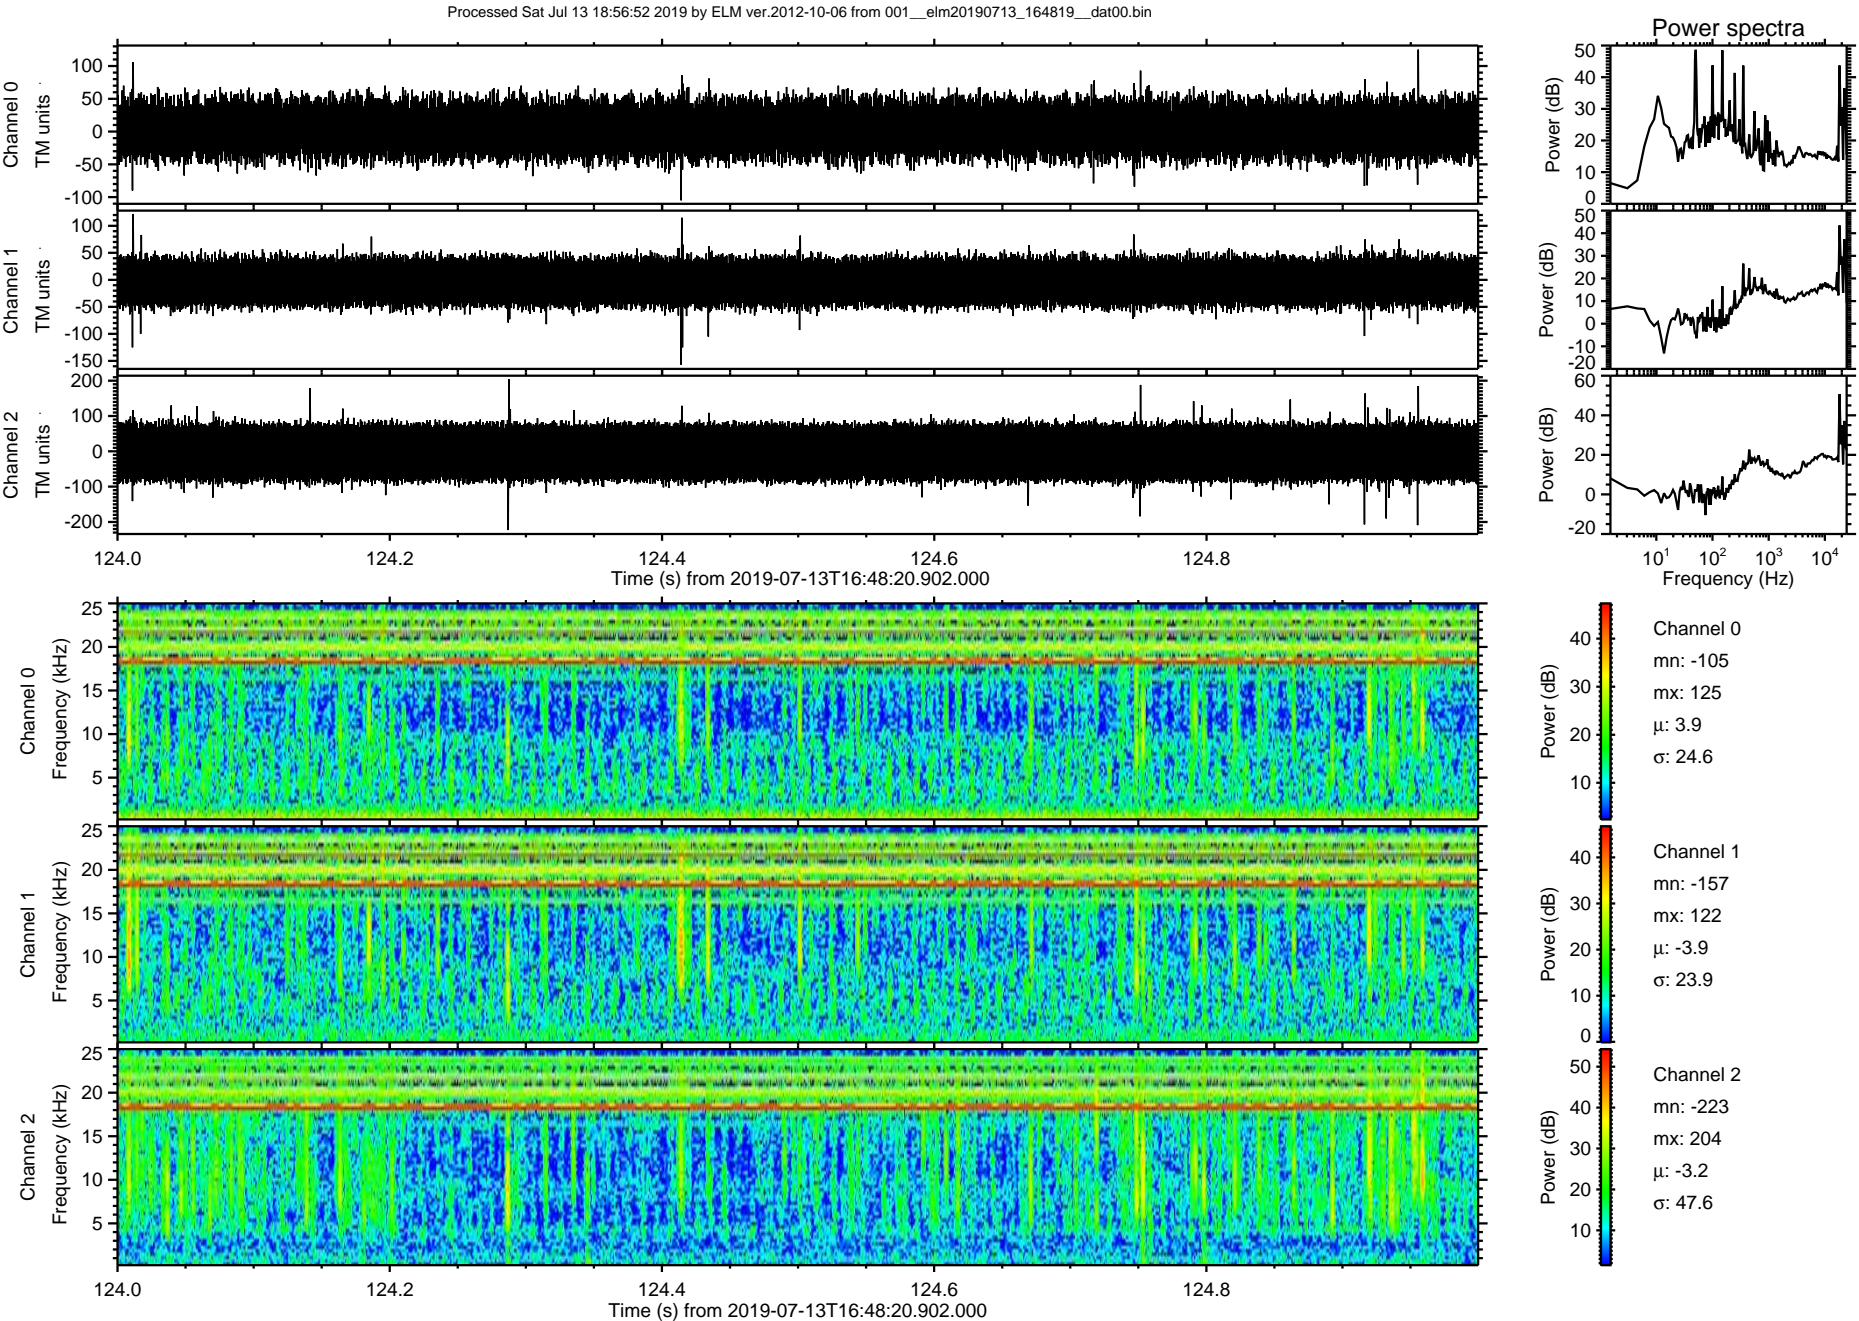 Processed Sat Jul 13 18:56:52 2019 by ELM ver.2012-10-06 from 001__elm20190713_164819__dat00.bin
Power spectra
Channel 0
TM units
100
50
0
-50
-100
Power (dB)
50
40
30
20
10
0
Channel 1
TM units
100
50
0
-50
-100
-150
Power (dB)
50
40
30
20
10
0
-10
-20
Channel 2
TM units
200
100
0
-100
-200
Power (dB)
60
40
20
0
-20
124.0 124.2 124.4 124.6 124.8
Time (s) from 2019-07-13T16:48:20.902.000
10¹ 10² 10³ 10⁴
Frequency (Hz)
Channel 0
Frequency (kHz)
25
20
15
10
5
Power (dB)
40
30
20
10
Channel 0
mn: -105
mx: 125
µ: 3.9
σ: 24.6
Channel 1
Frequency (kHz)
25
20
15
10
5
Power (dB)
40
30
20
10
0
Channel 1
mn: -157
mx: 122
µ: -3.9
σ: 23.9
Channel 2
Frequency (kHz)
25
20
15
10
5
Power (dB)
50
40
30
20
10
Channel 2
mn: -223
mx: 204
µ: -3.2
σ: 47.6
124.0 124.2 124.4 124.6 124.8
Time (s) from 2019-07-13T16:48:20.902.000